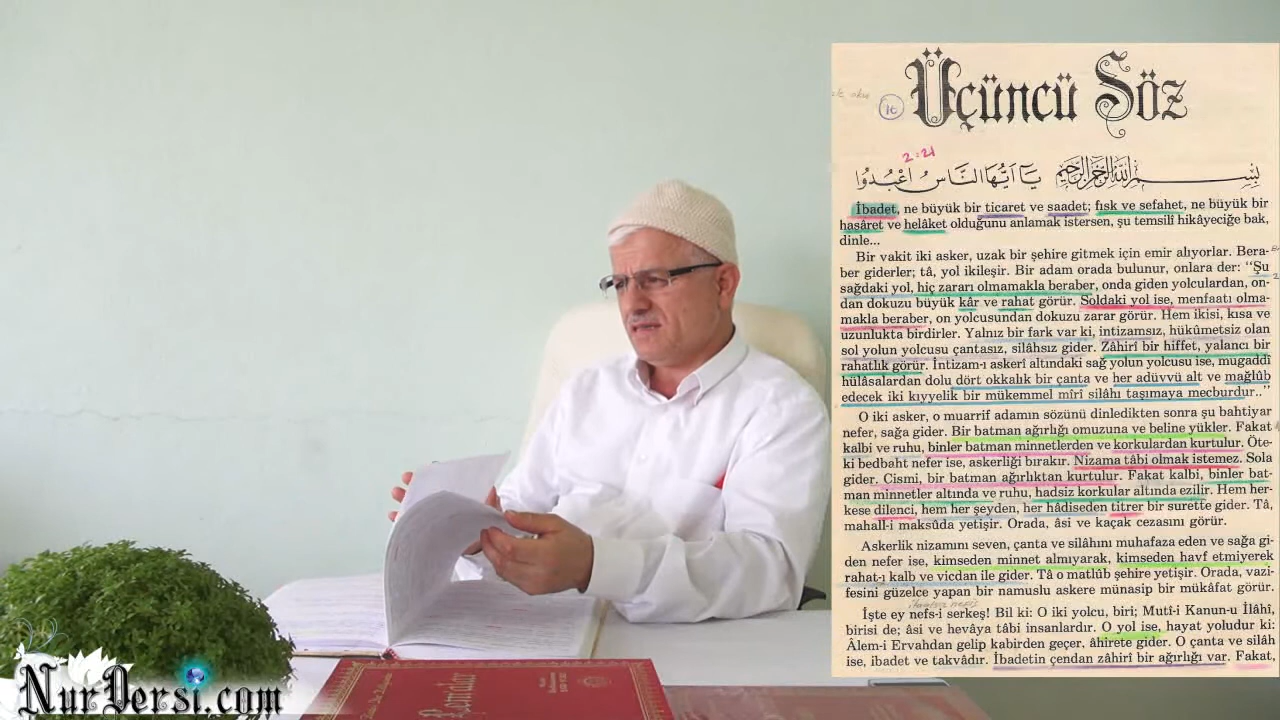 Üçüncü Söz
2:21
بِسْمِ اللّٰهِ الرَّحْمٰنِ الرَّحِيمِ يَٓا اَيُّهَا النَّاسُ اعْبُدُوا
İbadet, ne büyük bir ticaret ve saadet; fısk ve sefahet, ne büyük bir
hasâret ve helâket olduğunu anlamak istersen, şu temsilî hikâyeciğe bak,
dinle...
Bir vakit iki asker, uzak bir şehire gitmek için emir alıyorlar. Bera-
ber giderler; tâ, yol ikileşir. Bir adam orada bulunur, onlara der: "Şu
sağdaki yol, hiç zararı olmamakla beraber, onda giden yolculardan, on-
dan dokuzu büyük kâr ve rahat görür. Soldaki yol ise, menfaatı olma-
makla beraber, on yolcusundan dokuzu zarar görür. Hem ikisi, kısa ve
uzunlukta birdirler. Yalnız bir fark var ki, intizamsız, hükûmetsiz olan
sol yolun yolcusu çantasız, silâhsız gider. Zâhirî bir hiffet, yalancı bir
rahatlık görür. İntizam-ı askerî altındaki sağ yolun yolcusu ise, mugaddî
hülâsalardan dolu dört okkalık bir çanta ve her adüvvü alt ve mağlûb
edecek iki kıyyelik bir mükemmel mîrî silâhı taşımaya mecburdur.."
O iki asker, o muarrif adamın sözünü dinledikten sonra şu bahtiyar
nefer, sağa gider. Bir batman ağırlığı omuzuna ve beline yükler. Fakat
kalbi ve ruhu, binler batman minnetlerden ve korkulardan kurtulur. Öte-
ki bedbaht nefer ise, askerliği bırakır. Nizama tâbi olmak istemez. Sola
gider. Cismi, bir batman ağırlıktan kurtulur. Fakat kalbi, binler bat-
man minnetler altında ve ruhu, hadsiz korkular altında ezilir. Hem her-
kese dilenci, hem her şeyden, her hâdiseden titrer bir surette gider. Tâ,
mahall-i maksûda yetişir. Orada, âsi ve kaçak cezasını görür.
Askerlik nizamını seven, çanta ve silâhını muhafaza eden ve sağa gi-
den nefer ise, kimseden minnet almıyarak, kimseden havf etmiyerek
rahat-ı kalb ve vicdan ile gider. Tâ o matlûb şehire yetişir. Orada, vazi-
fesini güzelce yapan bir namuslu askere münasip bir mükâfat görür.
İşte ey nefs-i serkeş! Bil ki: O iki yolcu, biri; Mutî-i Kanun-u İlâhî,
birisi de; âsi ve hevâya tâbi insanlardır. O yol ise, hayat yoludur ki:
Âlem-i Ervahdan gelip kabirden geçer, âhirete gider. O çanta ve silâh
ise, ibadet ve takvâdır. İbadetin çendan zâhirî bir ağırlığı var. Fakat,
NurDersi.com